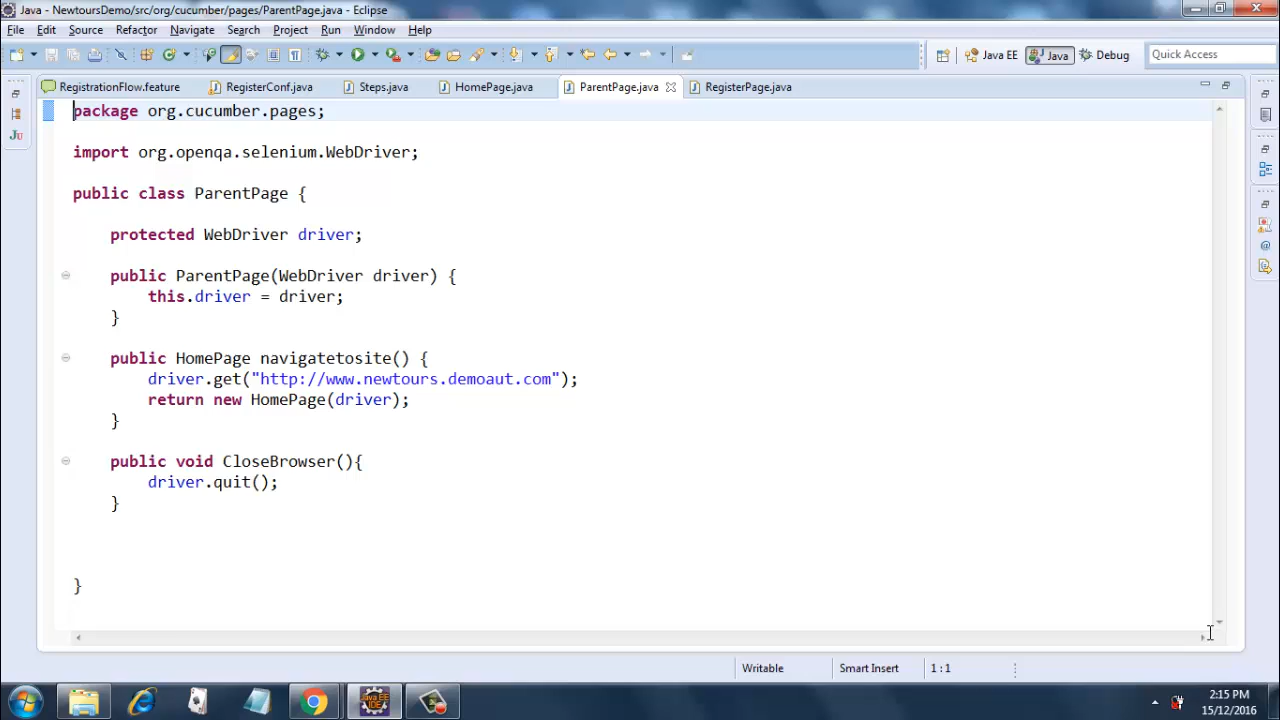 Java - NewtoursDemo/src/org/cucumber/pages/ParentPage.java - Eclipse
File Edit Source Refactor Navigate Search Project Run Window Help
Java EE Java Debug Quick Access
RegistrationFlow.feature RegisterConf.java Steps.java HomePage.java ParentPage.java RegisterPage.java
package org.cucumber.pages;
import org.openqa.selenium.WebDriver;
public class ParentPage {
protected WebDriver driver;
public ParentPage(WebDriver driver) {
this.driver = driver;
}
public HomePage navigatetosite() {
driver.get("http://www.newtours.demoaut.com");
return new HomePage(driver);
}
public void CloseBrowser(){
driver.quit();
}
}
Writable Smart Insert 1 : 1
Java EE IDE
2:15 PM
15/12/2016